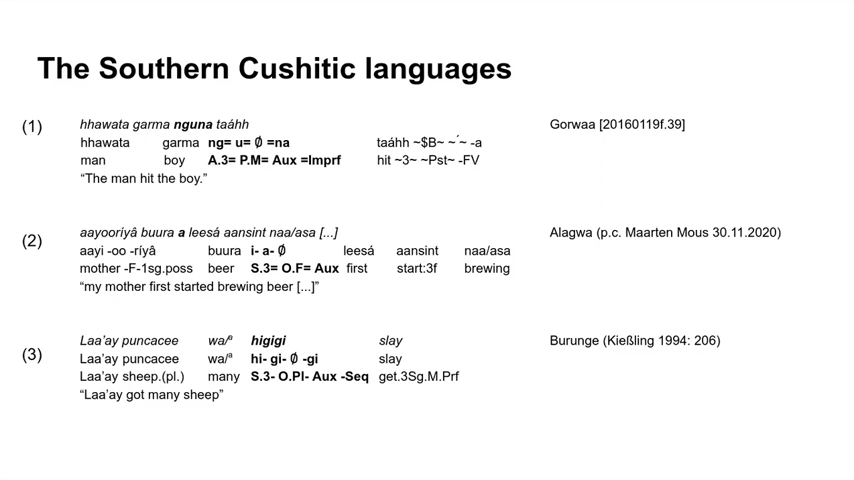 The Southern Cushitic languages
(1) hhawata garma nguna taáhh Gorwaa [20160119f.39]
hhawata garma ng= u= ∅ =na taáhh ~$B~ ~ ́~ -a
man boy A.3= P.M= Aux =Imprf hit ~3~ ~Pst~ -FV
“The man hit the boy.”
(2) aayooríyâ buura a leesá aansint naa/asa [...] Alagwa (p.c. Maarten Mous 30.11.2020)
aayi -oo -ríyâ buura i- a- ∅ leesá aansint naa/asa
mother -F-1sg.poss beer S.3= O.F= Aux first start:3f brewing
“my mother first started brewing beer [...]”
(3) Laa’ay puncacee wa/ᵃ higigi slay Burunge (Kießling 1994: 206)
Laa’ay puncacee wa/ᵃ hi- gi- ∅ -gi slay
Laa’ay sheep.(pl.) many S.3- O.Pl- Aux -Seq get.3Sg.M.Prf
“Laa’ay got many sheep”